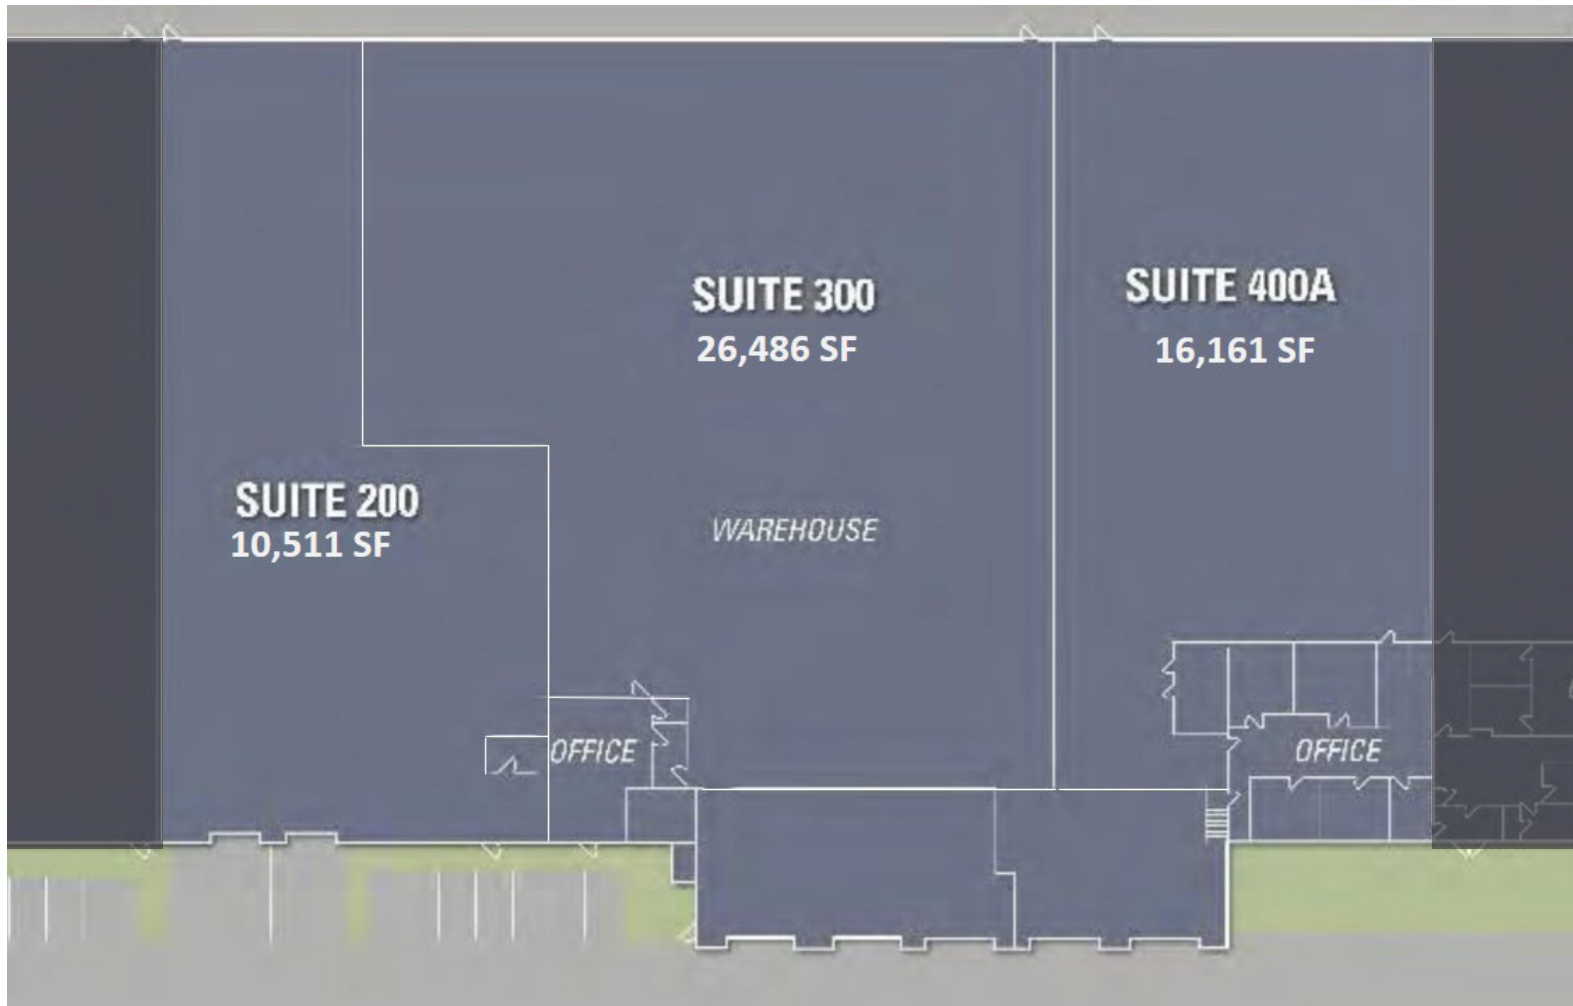 SUITE 300
26,486 SF
SUITE 400A
16,161 SF
SUITE 200
10,511 SF
WAREHOUSE
OFFICE
OFFICE